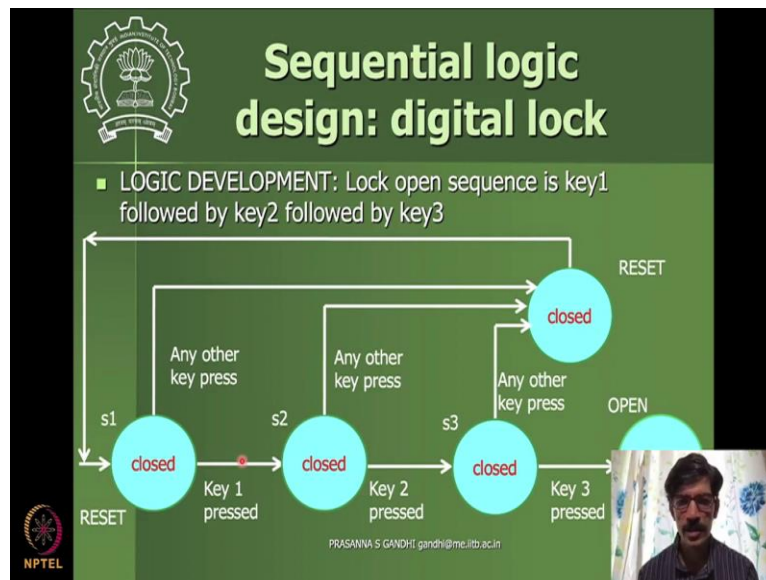 Sequential logic
design: digital lock
LOGIC DEVELOPMENT: Lock open sequence is key1
followed by key2 followed by key3
RESET
closed
Any other
key press
Any other
key press
Any other
key press
OPEN
s1
s2
s3
closed
closed
closed
Key 1
pressed
Key 2
pressed
Key 3
pressed
RESET
PRASANNA S GANDHI gandhi@me.iitb.ac.in
NPTEL